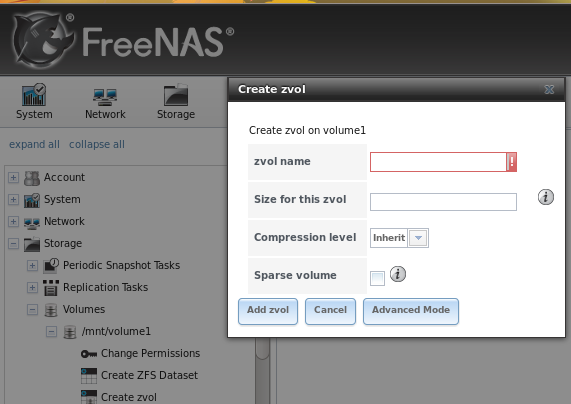 FreeNAS®
Create zvol
System
Network
Storage
Create zvol on volume1
zvol name
!
Size for this zvol
i
Compression level
Inherit
Sparse volume
i
Add zvol
Cancel
Advanced Mode
expand all collapse all
Account
System
Network
Storage
Periodic Snapshot Tasks
Replication Tasks
Volumes
/mnt/volume1
Change Permissions
Create ZFS Dataset
Create zvol